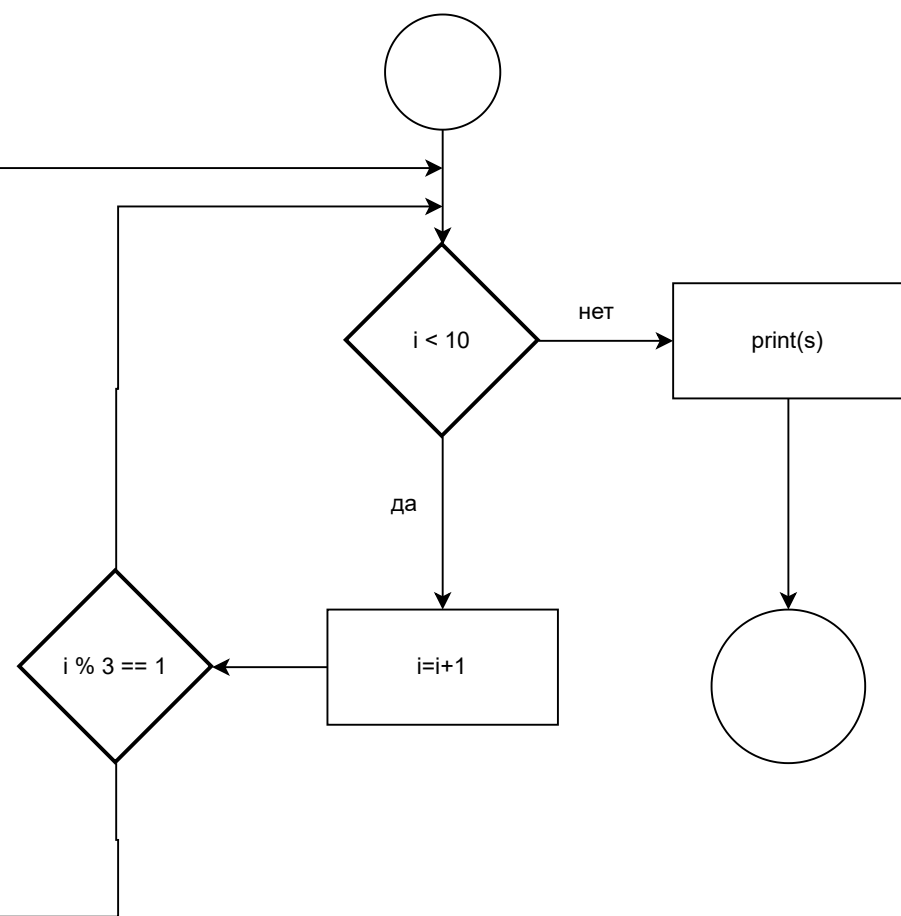 i < 10
нет
print(s)
да
i % 3 == 1
i=i+1